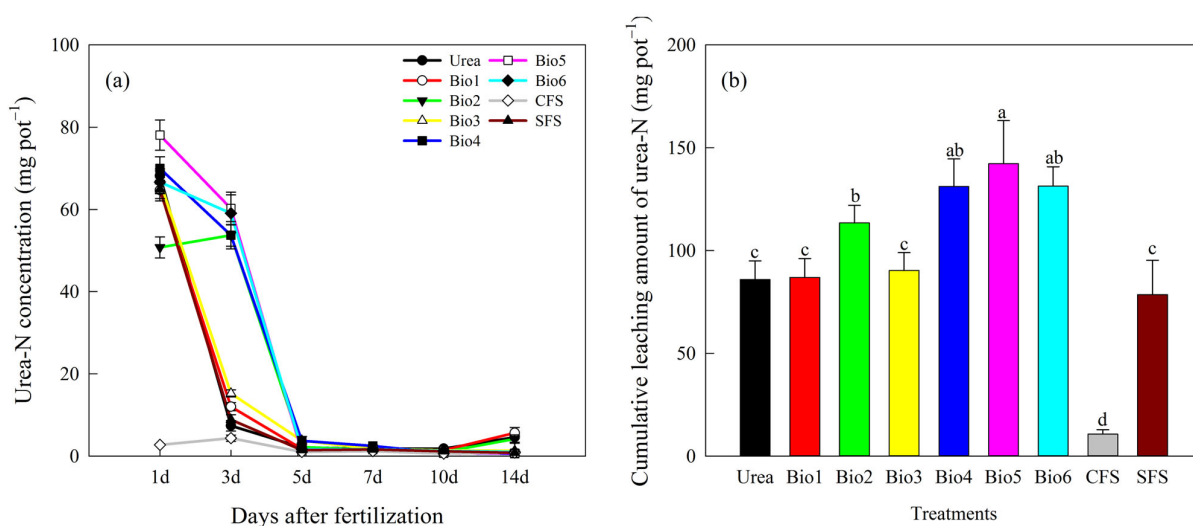 (a)
Urea
Bio1
Bio2
Bio3
Bio4
Bio5
Bio6
CFS
SFS
Urea-N concentration (mg pot⁻¹)
100
80
60
40
20
0
1d 3d 5d 7d 10d 14d
Days after fertilization
(b)
Cumulative leaching amount of urea-N (mg pot⁻¹)
200
150
100
50
0
c c b c ab a ab d c
Urea Bio1 Bio2 Bio3 Bio4 Bio5 Bio6 CFS SFS
Treatments